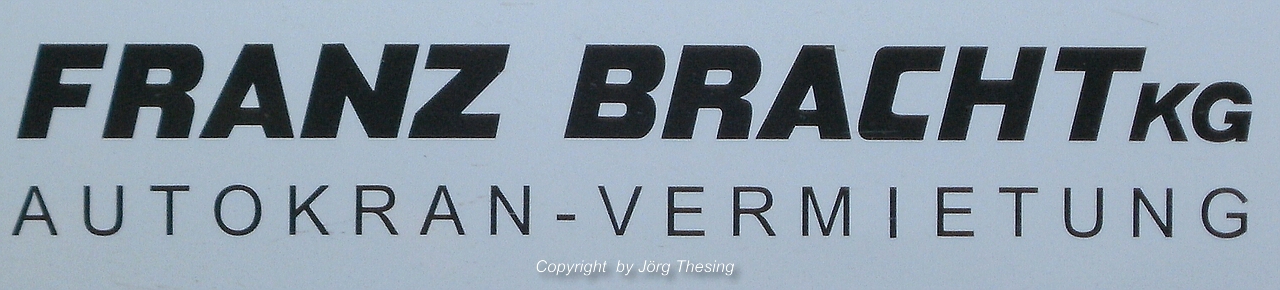 FRANZ BRACHT KG
AUTOKRAN-VERMIETUNG
Copyright by Jörg Thesing